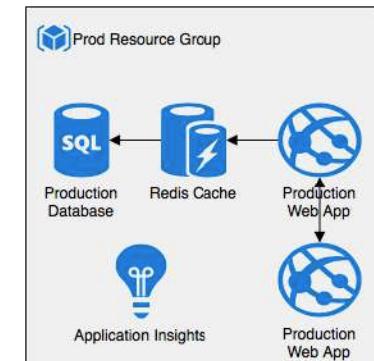 Prod Resource Group
SQL
Production
Database
Redis Cache
Production
Web App
Application Insights
Production
Web App